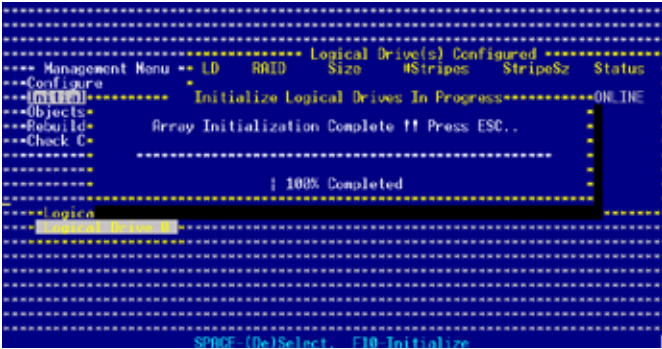 Logical Drive(s) Configured
Management Menu LD RAID Size #Stripes StripeSz Status
Configure
Initial Initialize Logical Drives In Progress ONLINE
Objects
Rebuild Array Initialization Complete !! Press ESC..
Check C
100% Completed
Logica
Logical Drive 0
SPACE-(De)Select, F10-Initialize